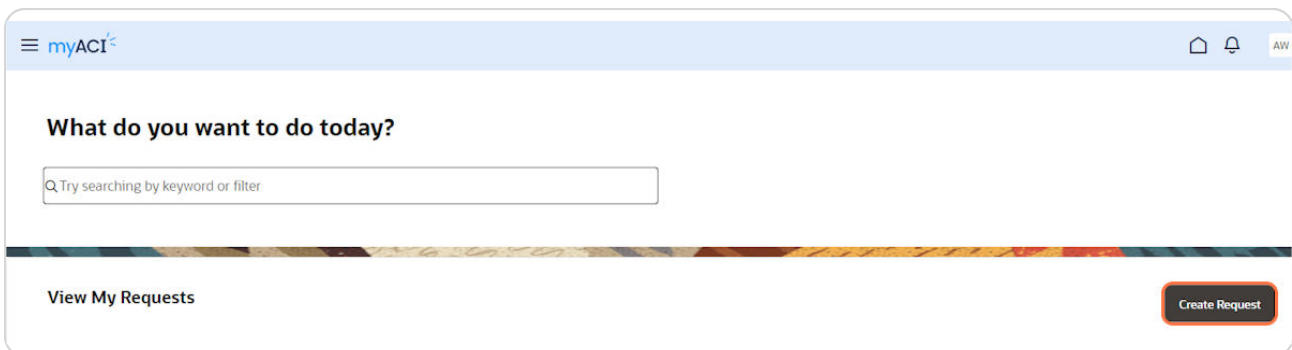 myACI
AW
What do you want to do today?
Try searching by keyword or filter
View My Requests
Create Request